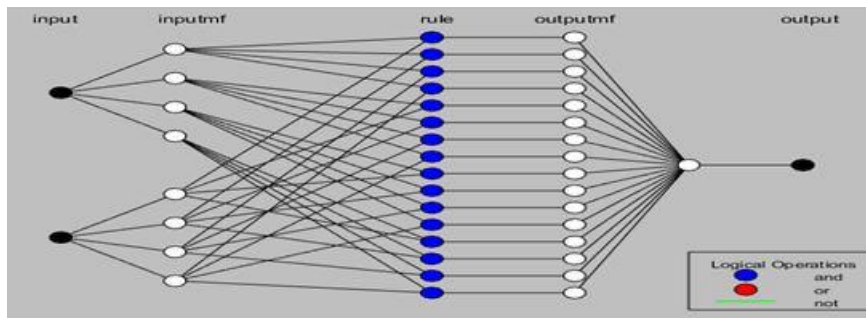 input inputmf rule outputmf output
Logical Operations
and
or
not